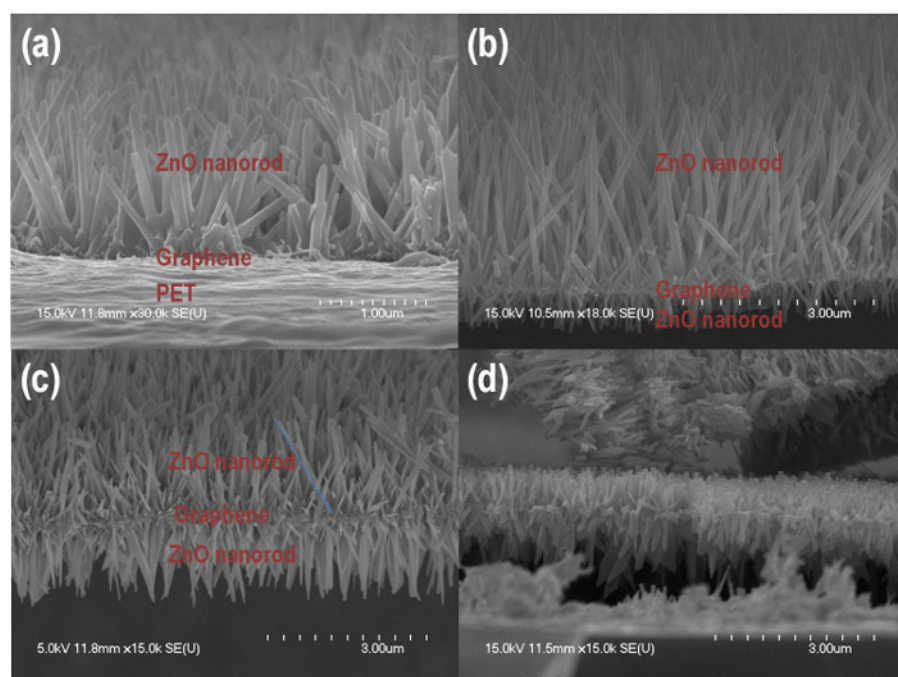 (a)
ZnO nanorod
Graphene
PET
15.0kV 11.8mm x30.0k SE(U)
1.00um
(b)
ZnO nanorod
Graphene
ZnO nanorod
15.0kV 10.5mm x18.0k SE(U)
3.00um
(c)
ZnO nanorod
Graphene
ZnO nanorod
5.0kV 11.8mm x15.0k SE(U)
3.00um
(d)
15.0kV 11.5mm x15.0k SE(U)
3.00um